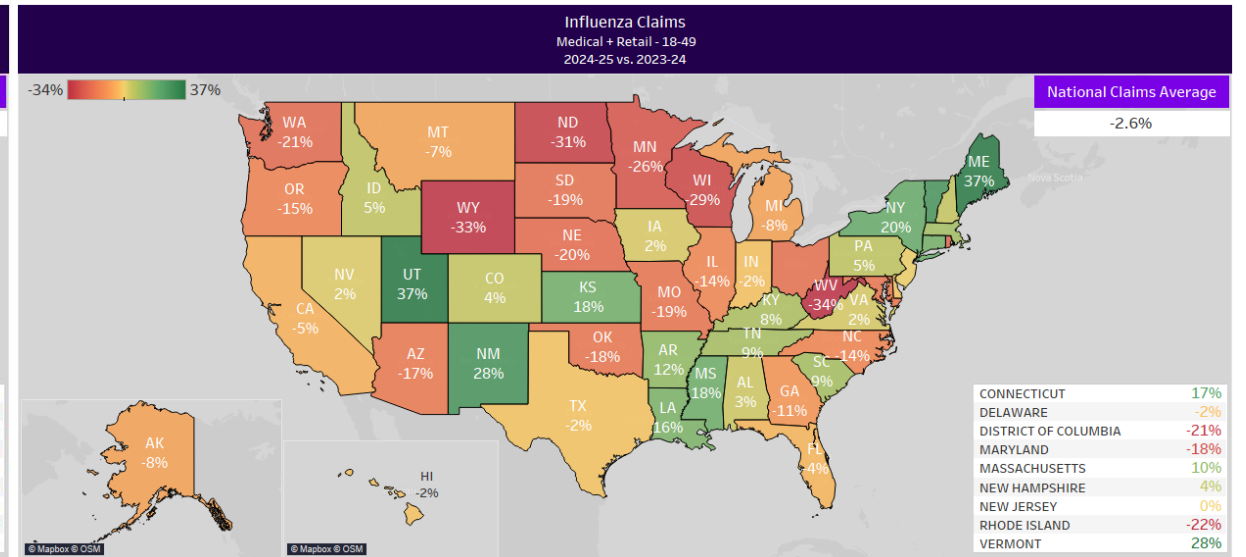 Influenza Claims
Medical + Retail - 18-49
2024-25 vs. 2023-24
-34% 37%
National Claims Average
-2.6%
WA
-21%
MT
-7%
ND
-31%
MN
-26%
ME
37%
Nova Scotia
OR
-15%
ID
5%
SD
-19%
WI
-29%
WY
-33%
MI
-8%
NY
20%
IA
2%
NE
-20%
PA
5%
NV
2%
UT
37%
CO
4%
IL
-14%
IN
-2%
KS
18%
MO
-19%
WV
-34%
VA
2%
KY
8%
CA
-5%
OK
-18%
TN
9%
NC
-14%
AZ
-17%
NM
28%
AR
12%
SC
9%
MS
18%
AL
3%
GA
-11%
TX
-2%
LA
16%
FL
-4%
AK
-8%
HI
-2%
CONNECTICUT 17%
DELAWARE -2%
DISTRICT OF COLUMBIA -21%
MARYLAND -18%
MASSACHUSETTS 10%
NEW HAMPSHIRE 4%
NEW JERSEY 0%
RHODE ISLAND -22%
VERMONT 28%
© Mapbox © OSM
© Mapbox © OSM